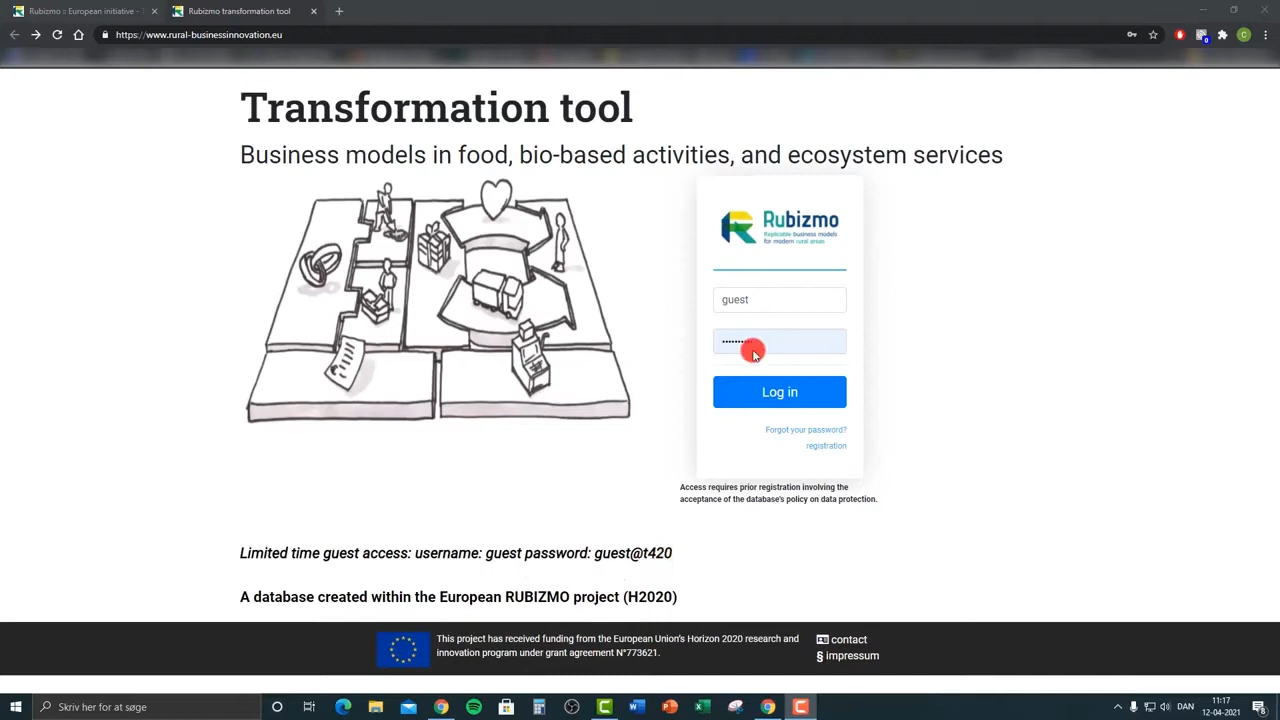 Rubizmo :: European initiative -
Rubizmo transformation tool
https://www.rural-businessinnovation.eu
Transformation tool
Business models in food, bio-based activities, and ecosystem services
Rubizmo
Replicable business models
for modern rural areas
guest
Log in
Forgot your password?
registration
Access requires prior registration involving the
acceptance of the database's policy on data protection.
Limited time guest access: username: guest password: guest@t420
A database created within the European RUBIZMO project (H2020)
This project has received funding from the European Union's Horizon 2020 research and
innovation program under grant agreement N°773621.
contact
§ impressum
Skriv her for at søge
DAN
11:17
12-04-2021